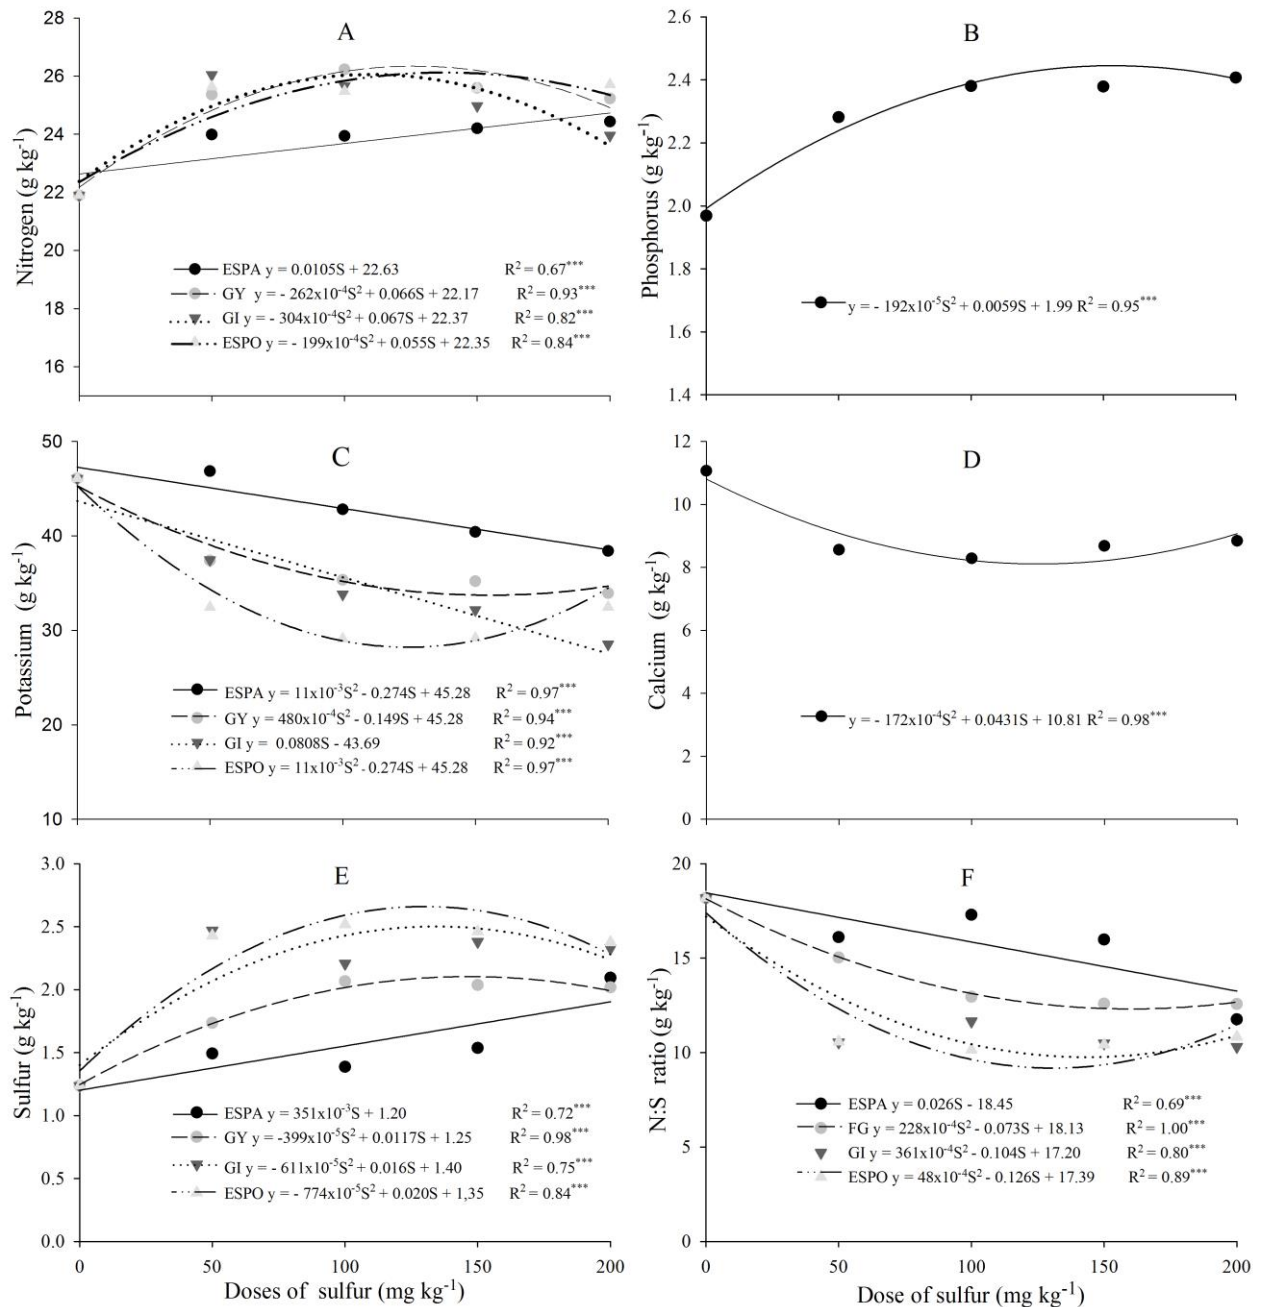 A
Nitrogen (g kg⁻¹)
28
26
24
22
20
18
16
ESPA y = 0.0105S + 22.63 R² = 0.67***
GY y = - 262x10⁻⁴S² + 0.066S + 22.17 R² = 0.93***
GI y = - 304x10⁻⁴S² + 0.067S + 22.37 R² = 0.82***
ESPO y = - 199x10⁻⁴S² + 0.055S + 22.35 R² = 0.84***
B
Phosphorus (g kg⁻¹)
2.6
2.4
2.2
2.0
1.8
1.6
1.4
y = - 192x10⁻⁵S² + 0.0059S + 1.99 R² = 0.95***
C
Potassium (g kg⁻¹)
50
40
30
20
10
ESPA y = 11x10⁻³S² - 0.274S + 45.28 R² = 0.97***
GY y = 480x10⁻⁴S² - 0.149S + 45.28 R² = 0.94***
GI y = 0.0808S - 43.69 R² = 0.92***
ESPO y = 11x10⁻³S² - 0.274S + 45.28 R² = 0.97***
D
Calcium (g kg⁻¹)
12
10
8
6
4
2
0
y = - 172x10⁻⁴S² + 0.0431S + 10.81 R² = 0.98***
E
Sulfur (g kg⁻¹)
3.0
2.5
2.0
1.5
1.0
0.5
0.0
ESPA y = 351x10⁻³S + 1.20 R² = 0.72***
GY y = -399x10⁻⁵S² + 0.0117S + 1.25 R² = 0.98***
GI y = - 611x10⁻⁵S² + 0.016S + 1.40 R² = 0.75***
ESPO y = - 774x10⁻⁵S² + 0.020S + 1,35 R² = 0.84***
0 50 100 150 200
Doses of sulfur (mg kg⁻¹)
F
N:S ratio (g kg⁻¹)
20
15
10
5
0
ESPA y = 0.026S - 18.45 R² = 0.69***
FG y = 228x10⁻⁴S² - 0.073S + 18.13 R² = 1.00***
GI y = 361x10⁻⁴S² - 0.104S + 17.20 R² = 0.80***
ESPO y = 48x10⁻⁴S² - 0.126S + 17.39 R² = 0.89***
0 50 100 150 200
Dose of sulfur (mg kg⁻¹)